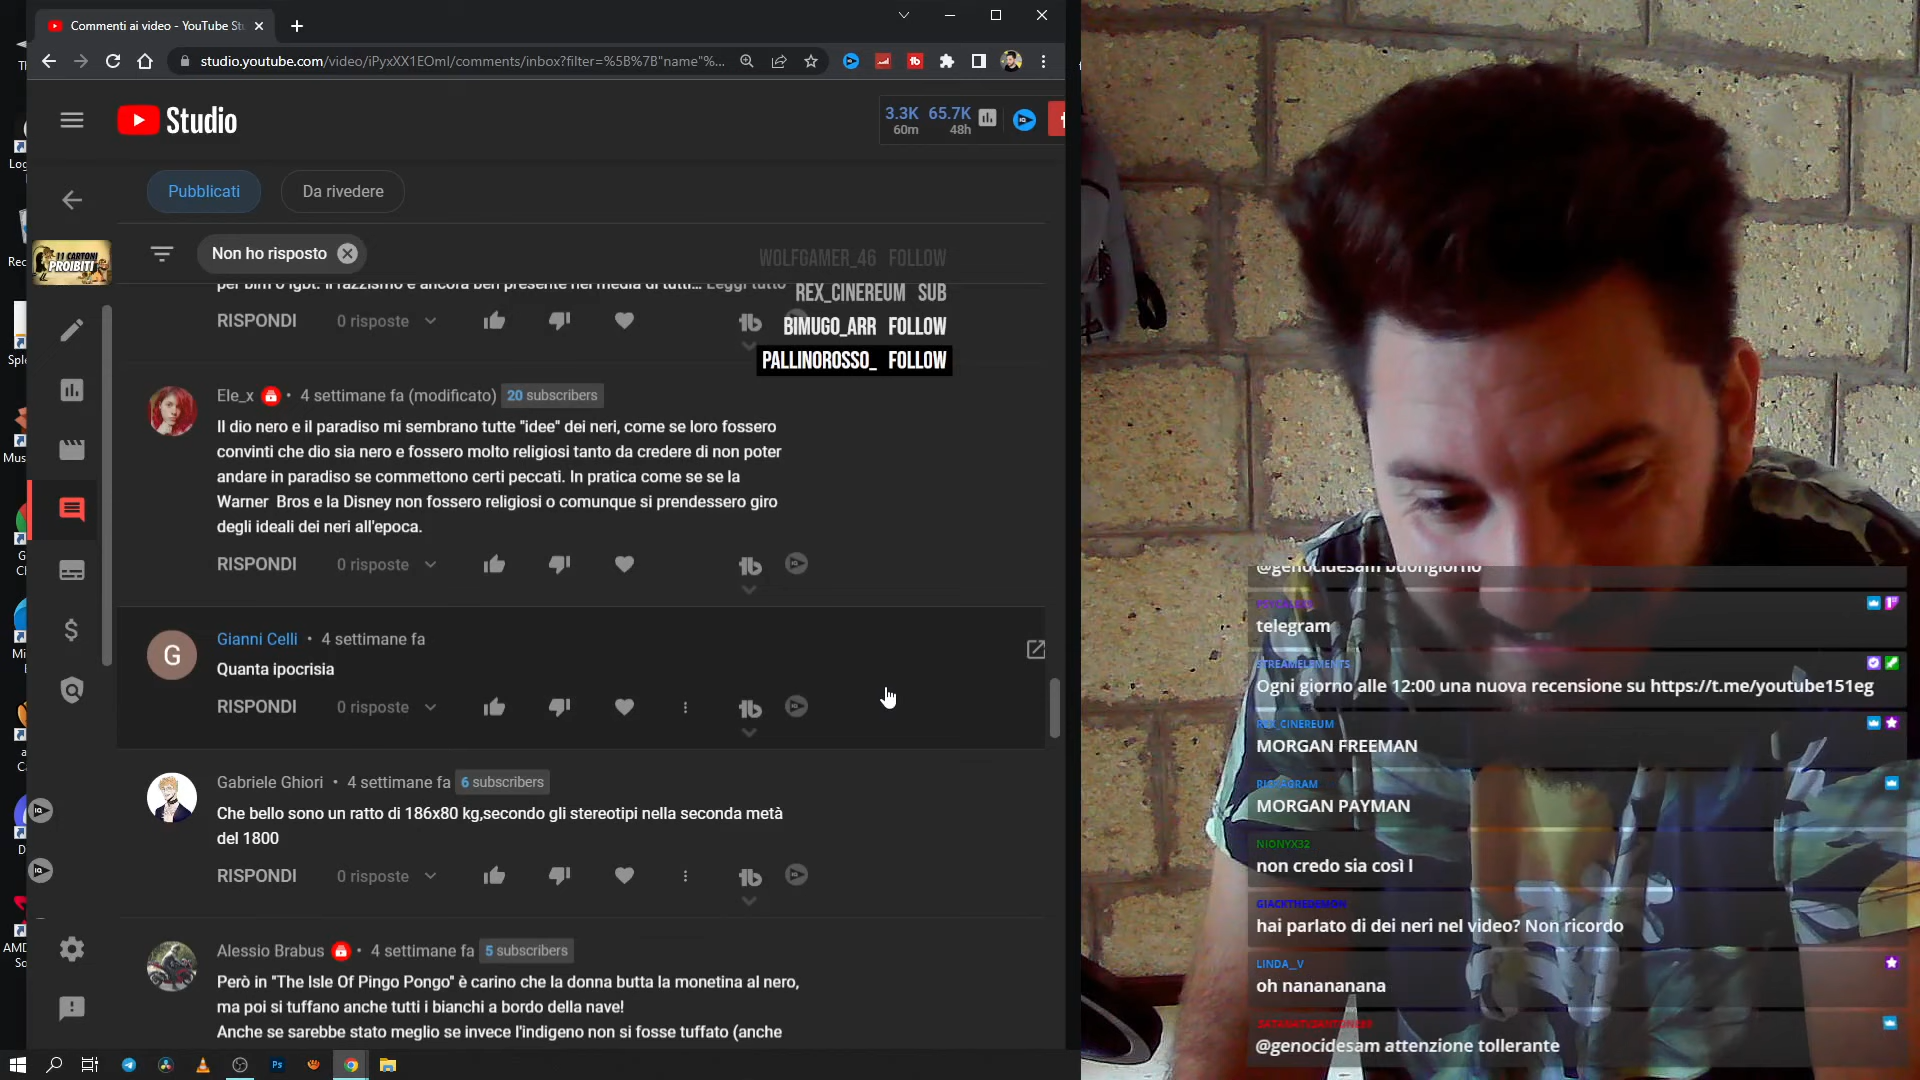 Commenti ai video - YouTube St
studio.youtube.com/video/iPyxXX1EOmI/comments/inbox?filter=%5B%7B"name"%...
Studio
3.3K 65.7K
60m 48h
Pubblicati Da rivedere
11 CARTONI
PROIBITI
Non ho risposto
WOLFGAMER_46 FOLLOW
REX_CINEREUM SUB
BIMUGO_ARR FOLLOW
PALLINOROSSO_ FOLLOW
RISPONDI 0 risposte
Ele_x • 4 settimane fa (modificato) 20 subscribers
Il dio nero e il paradiso mi sembrano tutte "idee" dei neri, come se loro fossero
convinti che dio sia nero e fossero molto religiosi tanto da credere di non poter
andare in paradiso se commettono certi peccati. In pratica come se se la
Warner Bros e la Disney non fossero religiosi o comunque si prendessero giro
degli ideali dei neri all'epoca.
RISPONDI 0 risposte
G
Gianni Celli • 4 settimane fa
Quanta ipocrisia
RISPONDI 0 risposte
Gabriele Ghiori • 4 settimane fa 6 subscribers
Che bello sono un ratto di 186x80 kg,secondo gli stereotipi nella seconda metà
del 1800
RISPONDI 0 risposte
Alessio Brabus • 4 settimane fa 5 subscribers
Però in "The Isle Of Pingo Pongo" è carino che la donna butta la monetina al nero,
ma poi si tuffano anche tutti i bianchi a bordo della nave!
Anche se sarebbe stato meglio se invece l'indigeno non si fosse tuffato (anche
@genocidesam buongiorno
telegram
STREAMELEMENTS
Ogni giorno alle 12:00 una nuova recensione su https://t.me/youtube151eg
REX_CINEREUM
MORGAN FREEMAN
MORGAN PAYMAN
NIONYX32
non credo sia così l
GIACKTHEDEMON
hai parlato di dei neri nel video? Non ricordo
LINDA_V
oh nanananana
@genocidesam attenzione tollerante